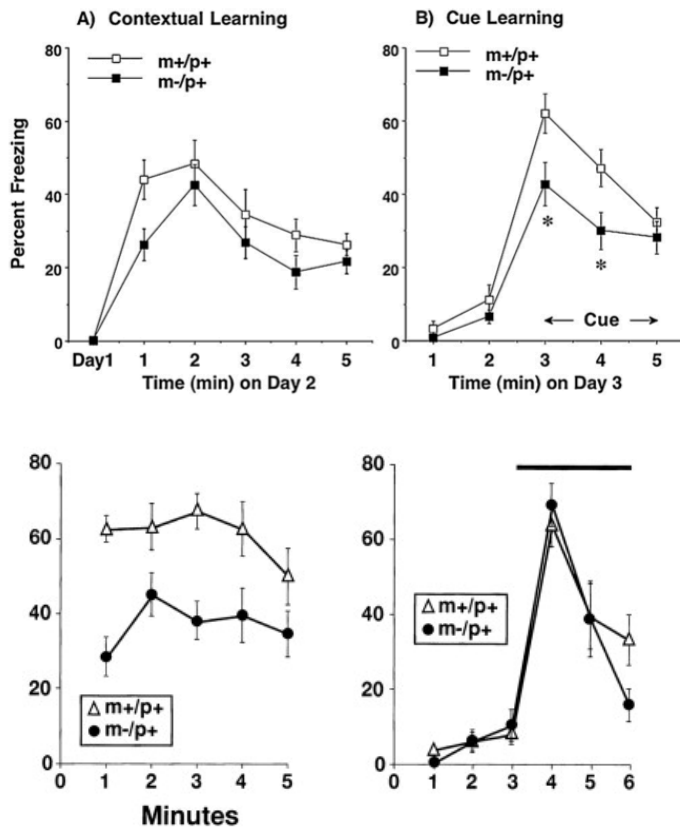 A) Contextual Learning
B) Cue Learning
Percent Freezing
80
60
40
20
0
m+/p+
m-/p+
Day1 1 2 3 4 5
Time (min) on Day 2
80
60
40
20
0
m+/p+
m-/p+
*
*
Cue
1 2 3 4 5
Time (min) on Day 3
80
60
40
20
0
m+/p+
m-/p+
0 1 2 3 4 5
Minutes
80
60
40
20
0
m+/p+
m-/p+
0 1 2 3 4 5 6